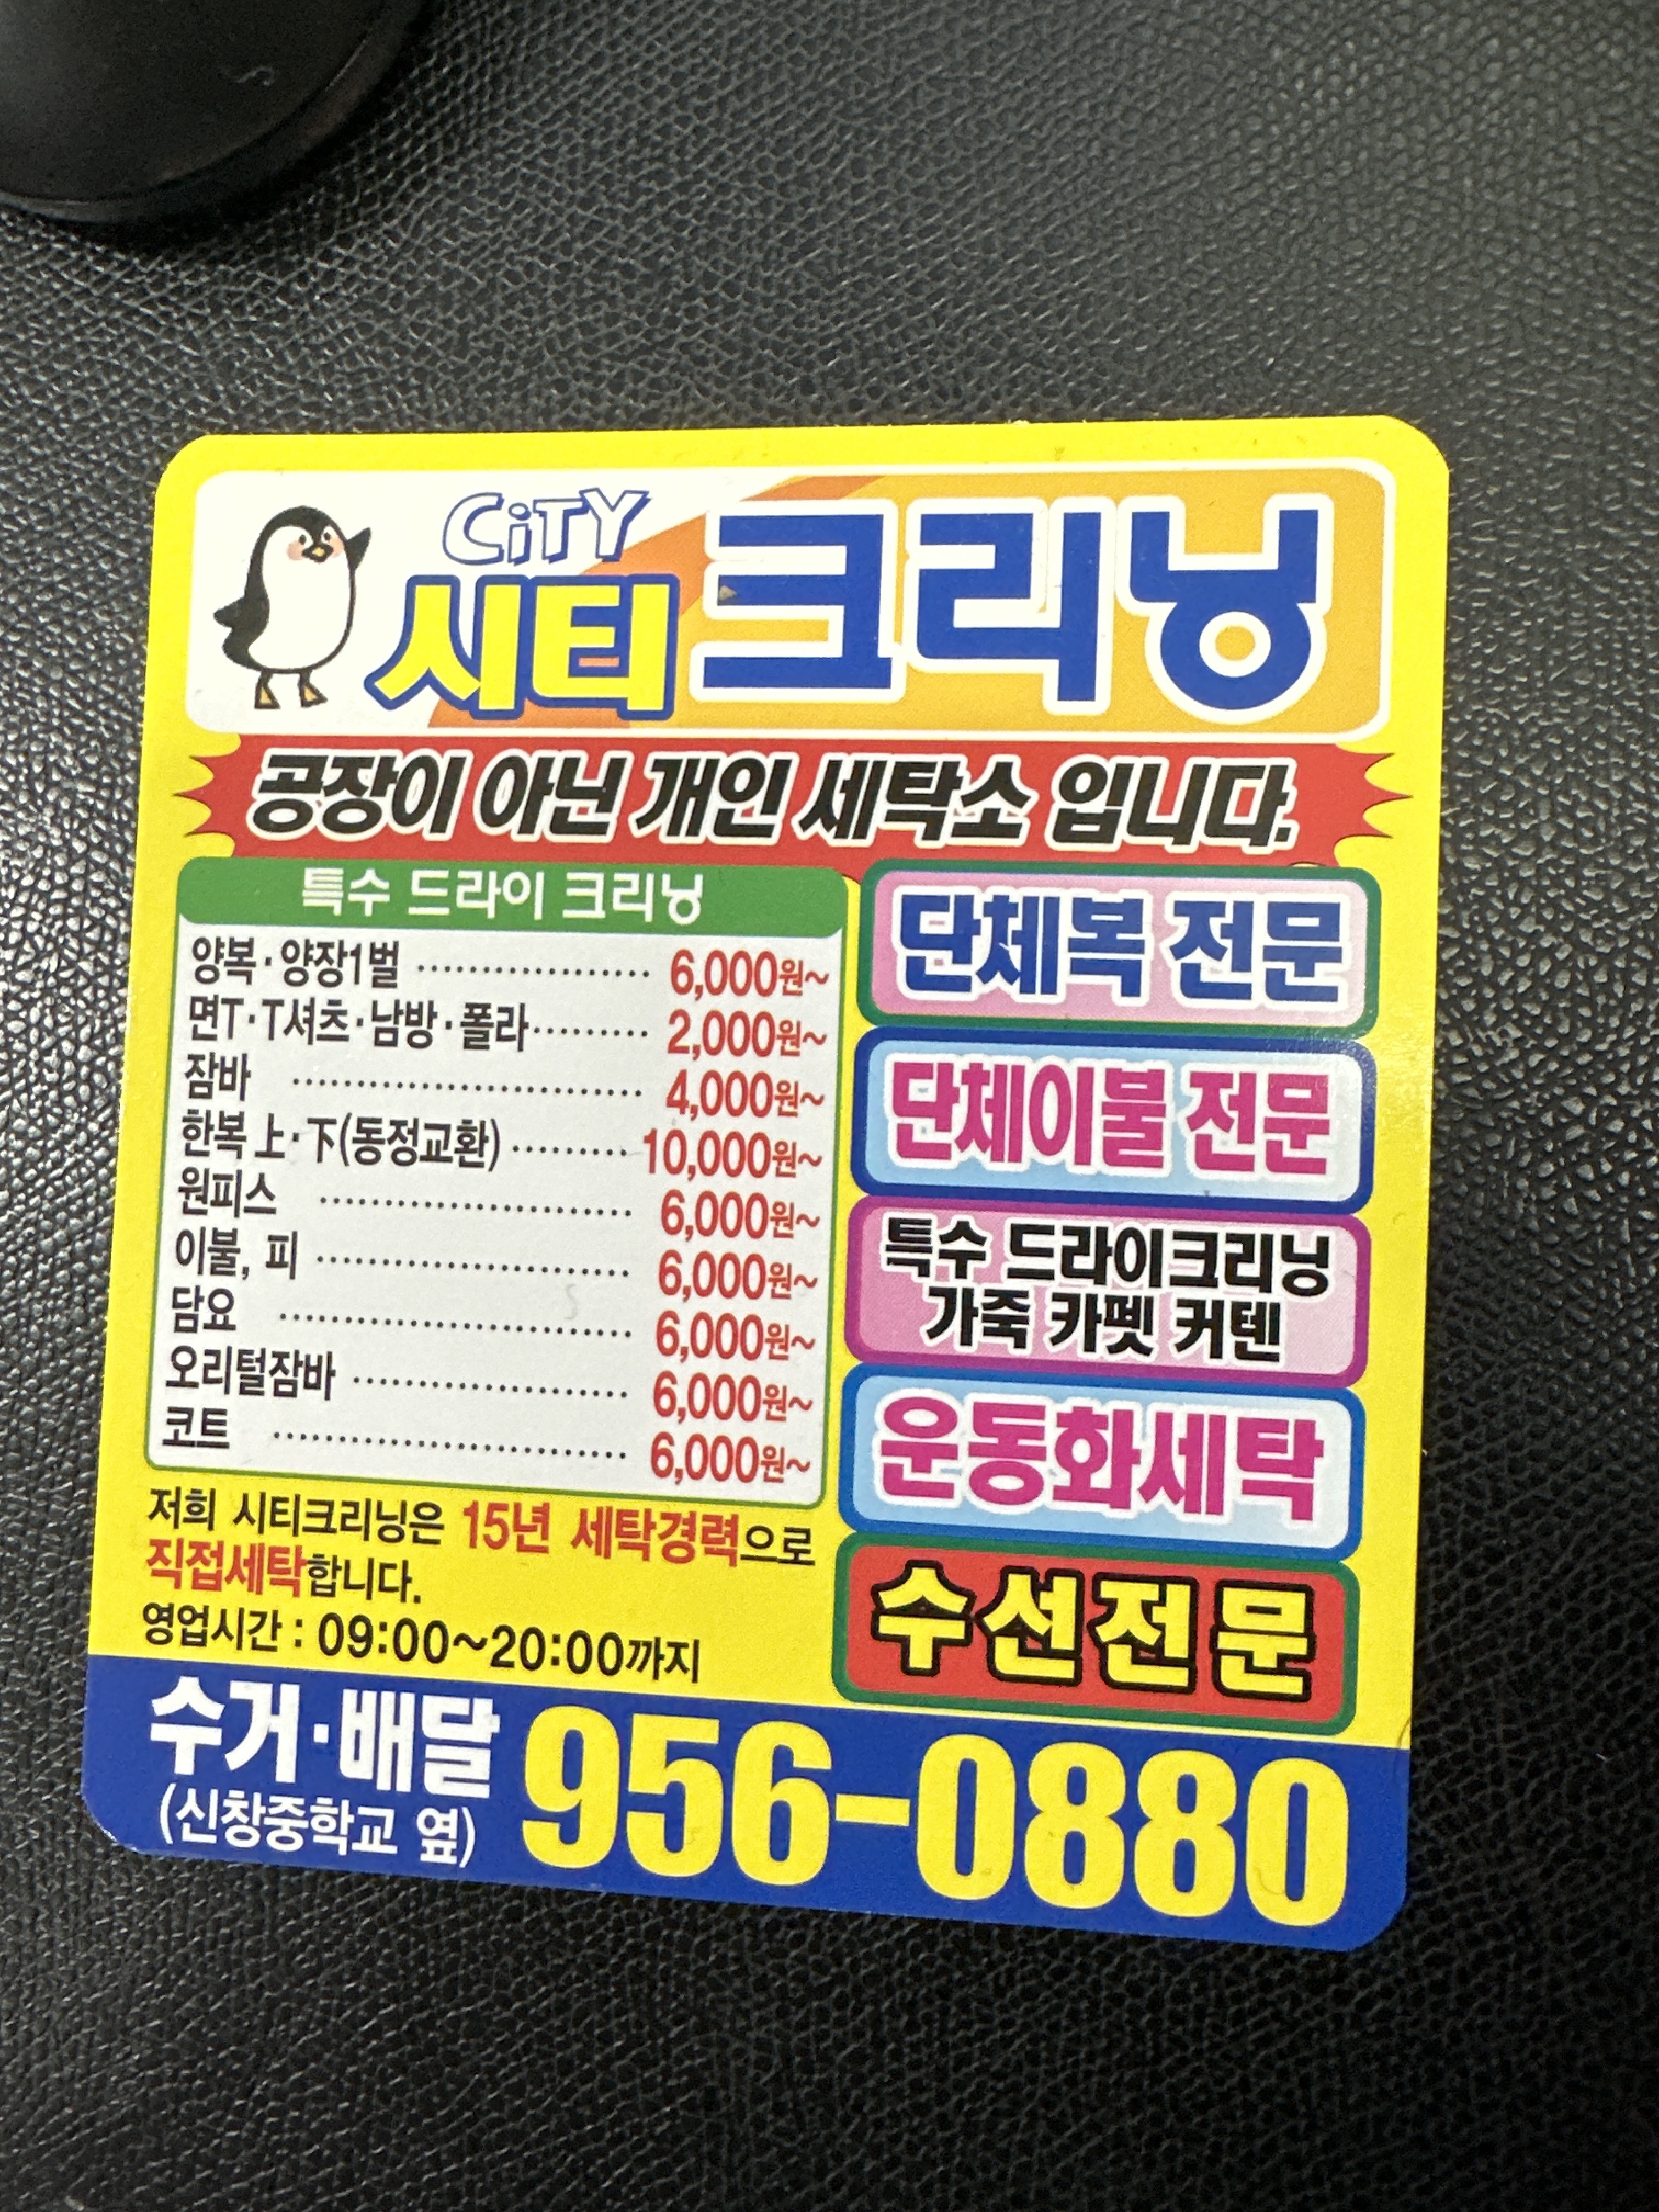 CiTY
시티크리닝
공장이 아닌 개인 세탁소 입니다.
특수 드라이 크리닝
양복·양장1벌 ··················· 6,000원~
면T·T셔츠·남방·폴라········· 2,000원~
잠바 ··························· 4,000원~
한복 上·下(동정교환) ········· 10,000원~
원피스 ························ 6,000원~
이불, 피 ························ 6,000원~
담요 ··························· 6,000원~
오리털잠바 ····················· 6,000원~
코트 ··························· 6,000원~
저희 시티크리닝은 15년 세탁경력으로
직접세탁합니다.
영업시간 : 09:00~20:00까지
단체복 전문
단체이불 전문
특수 드라이크리닝
가죽 카펫 커텐
운동화세탁
수선전문
수거·배달 956-0880
(신창중학교 옆)